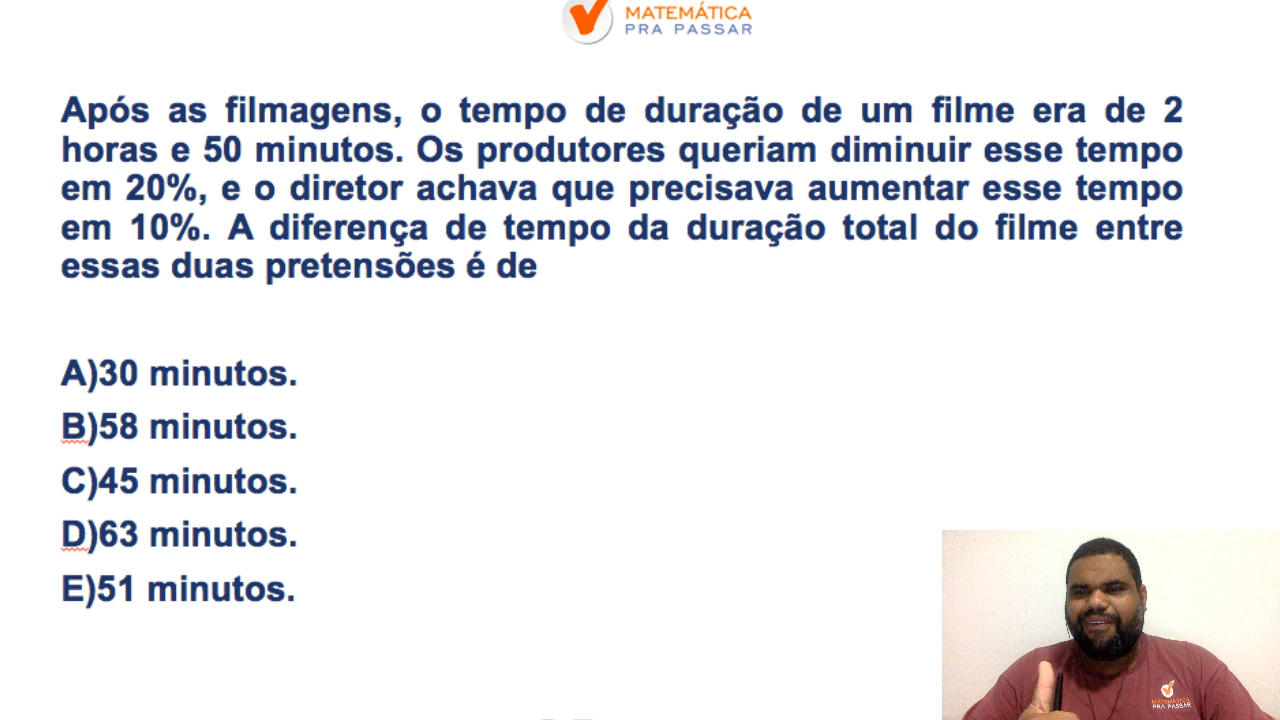 MATEMÁTICA
PRA PASSAR
Após as filmagens, o tempo de duração de um filme era de 2
horas e 50 minutos. Os produtores queriam diminuir esse tempo
em 20%, e o diretor achava que precisava aumentar esse tempo
em 10%. A diferença de tempo da duração total do filme entre
essas duas pretensões é de
A)30 minutos.
B)58 minutos.
C)45 minutos.
D)63 minutos.
E)51 minutos.
MATEMÁTICA
PRA PASSAR